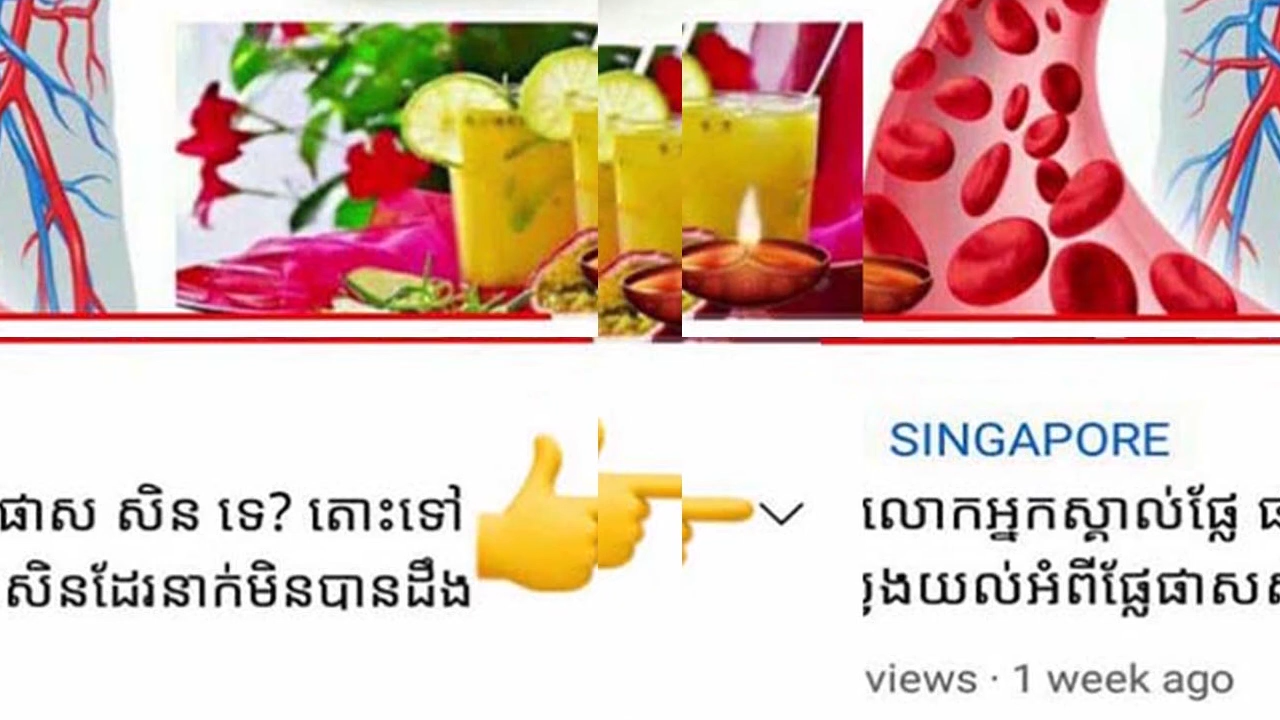 SINGAPORE
ផាស សិន ទេ? តោះទៅ
លោកអ្នកស្គាល់ផ្លែ
សិនដែរនាក់មិនបានដឹង
យល់អំពីផ្លែផាស
views · 1 week ago